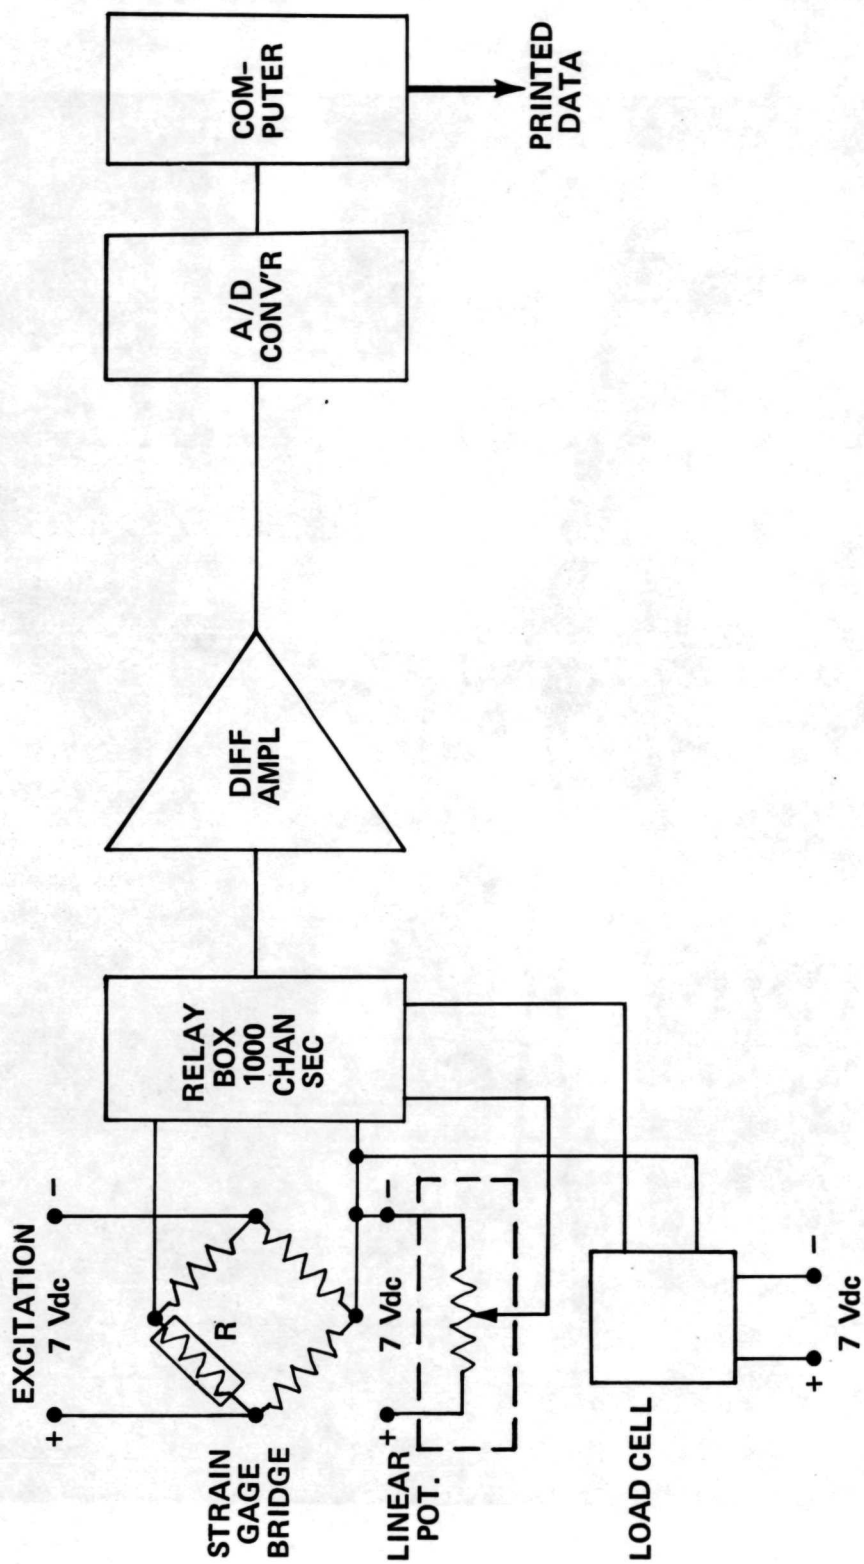 EXCITATION
+ 7 Vdc −
STRAIN
GAGE
BRIDGE
R
LINEAR
POT.
+ 7 Vdc −
LOAD CELL
+ −
7 Vdc
RELAY
BOX
1000
CHAN
SEC
DIFF
AMPL
A/D
CONV'R
COM-
PUTER
PRINTED
DATA